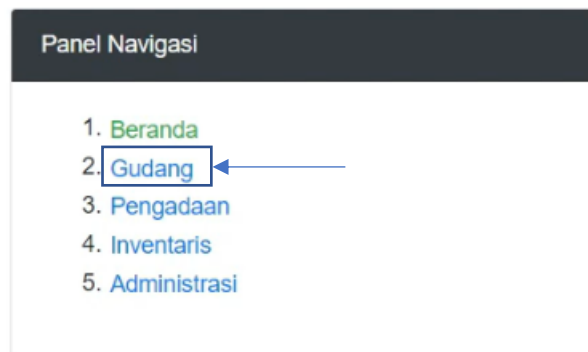 Panel Navigasi
1. Beranda
2. Gudang
3. Pengadaan
4. Inventaris
5. Administrasi